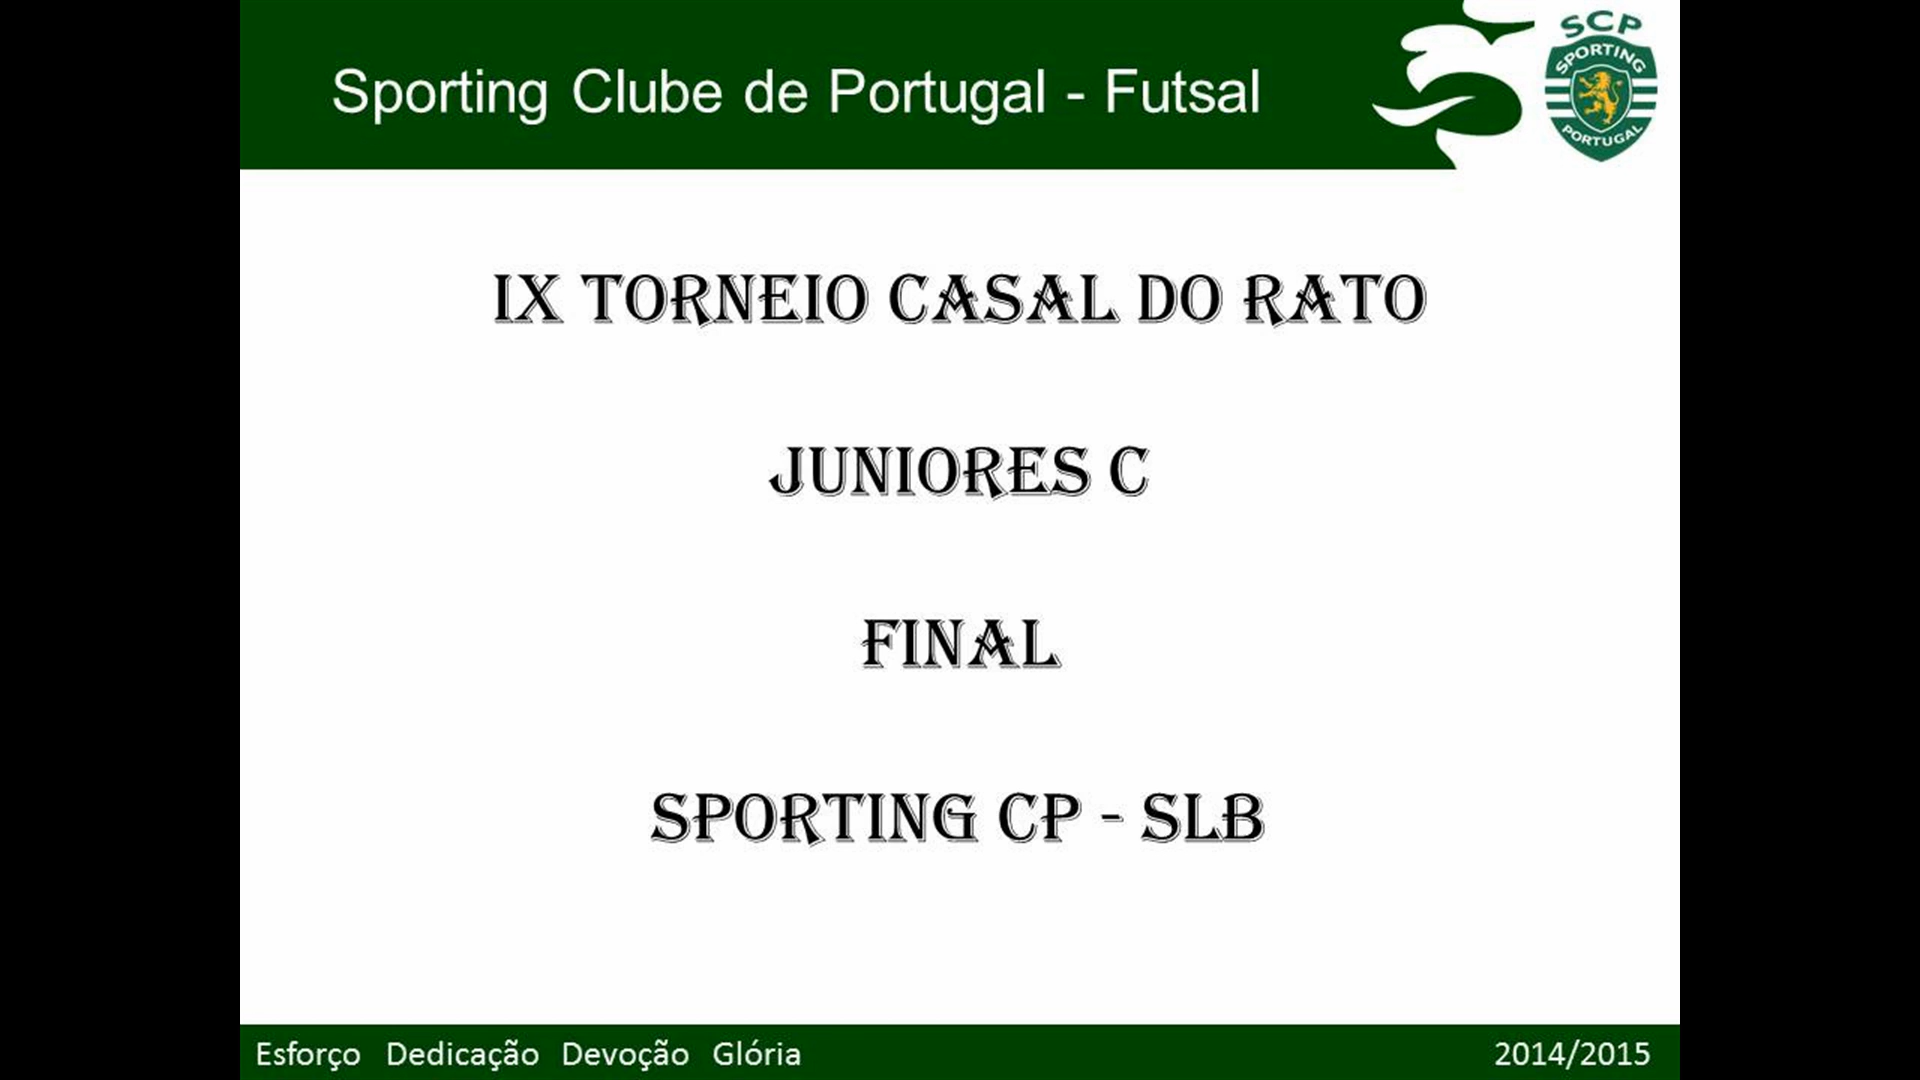 Sporting Clube de Portugal - Futsal
SCP
SPORTING
PORTUGAL
IX TORNEIO CASAL DO RATO
JUNIORES C
FINAL
SPORTING CP - SLB
Esforço Dedicação Devoção Glória
2014/2015